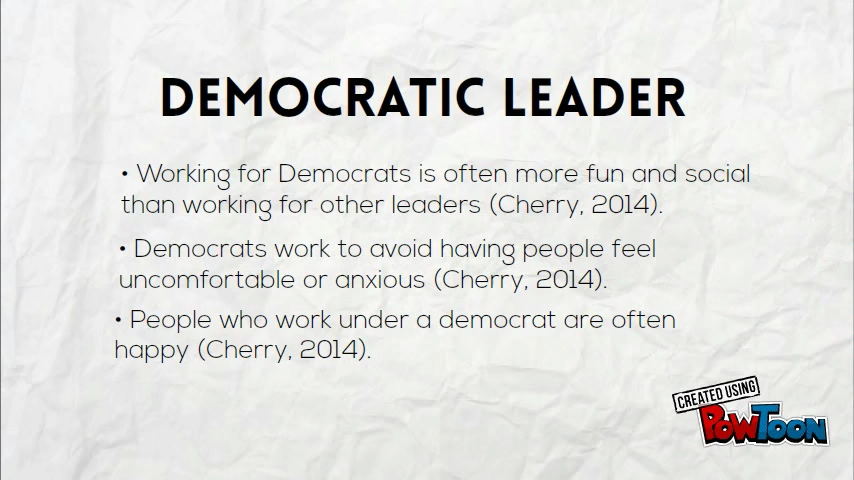 DEMOCRATIC LEADER
• Working for Democrats is often more fun and social
than working for other leaders (Cherry, 2014).
• Democrats work to avoid having people feel
uncomfortable or anxious (Cherry, 2014).
• People who work under a democrat are often
happy (Cherry, 2014).
CREATED USING
POWTOON